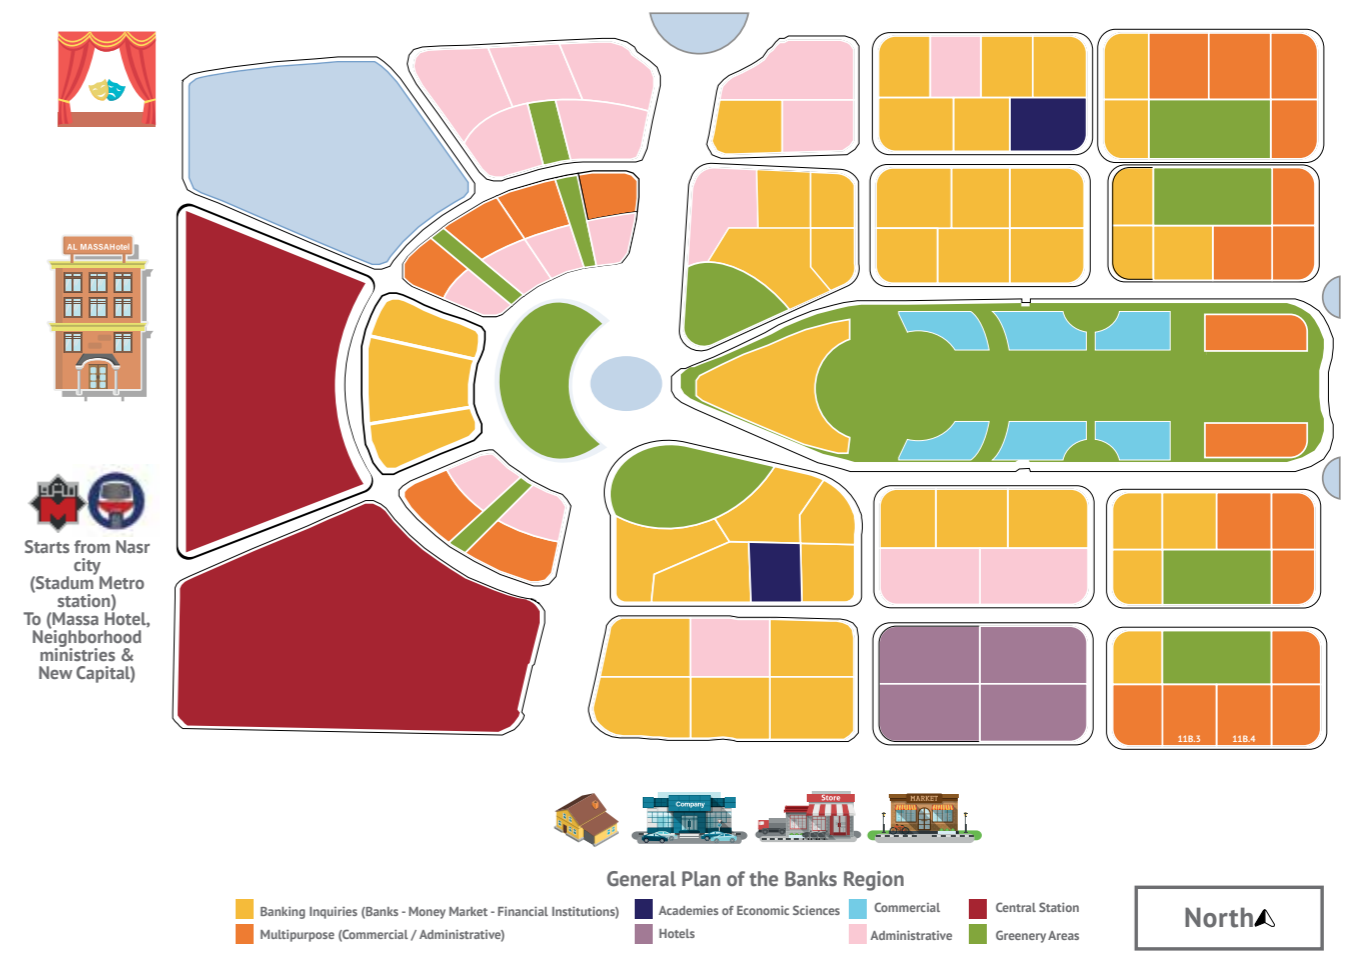 AL MASSAHotel
Starts from Nasr
city
(Stadum Metro
station)
To (Massa Hotel,
Neighborhood
ministries &
New Capital)
11B.3
11B.4
Company
Store
MARKET
General Plan of the Banks Region
Banking Inquiries (Banks - Money Market - Financial Institutions)
Multipurpose (Commercial / Administrative)
Academies of Economic Sciences
Hotels
Commercial
Administrative
Central Station
Greenery Areas
North